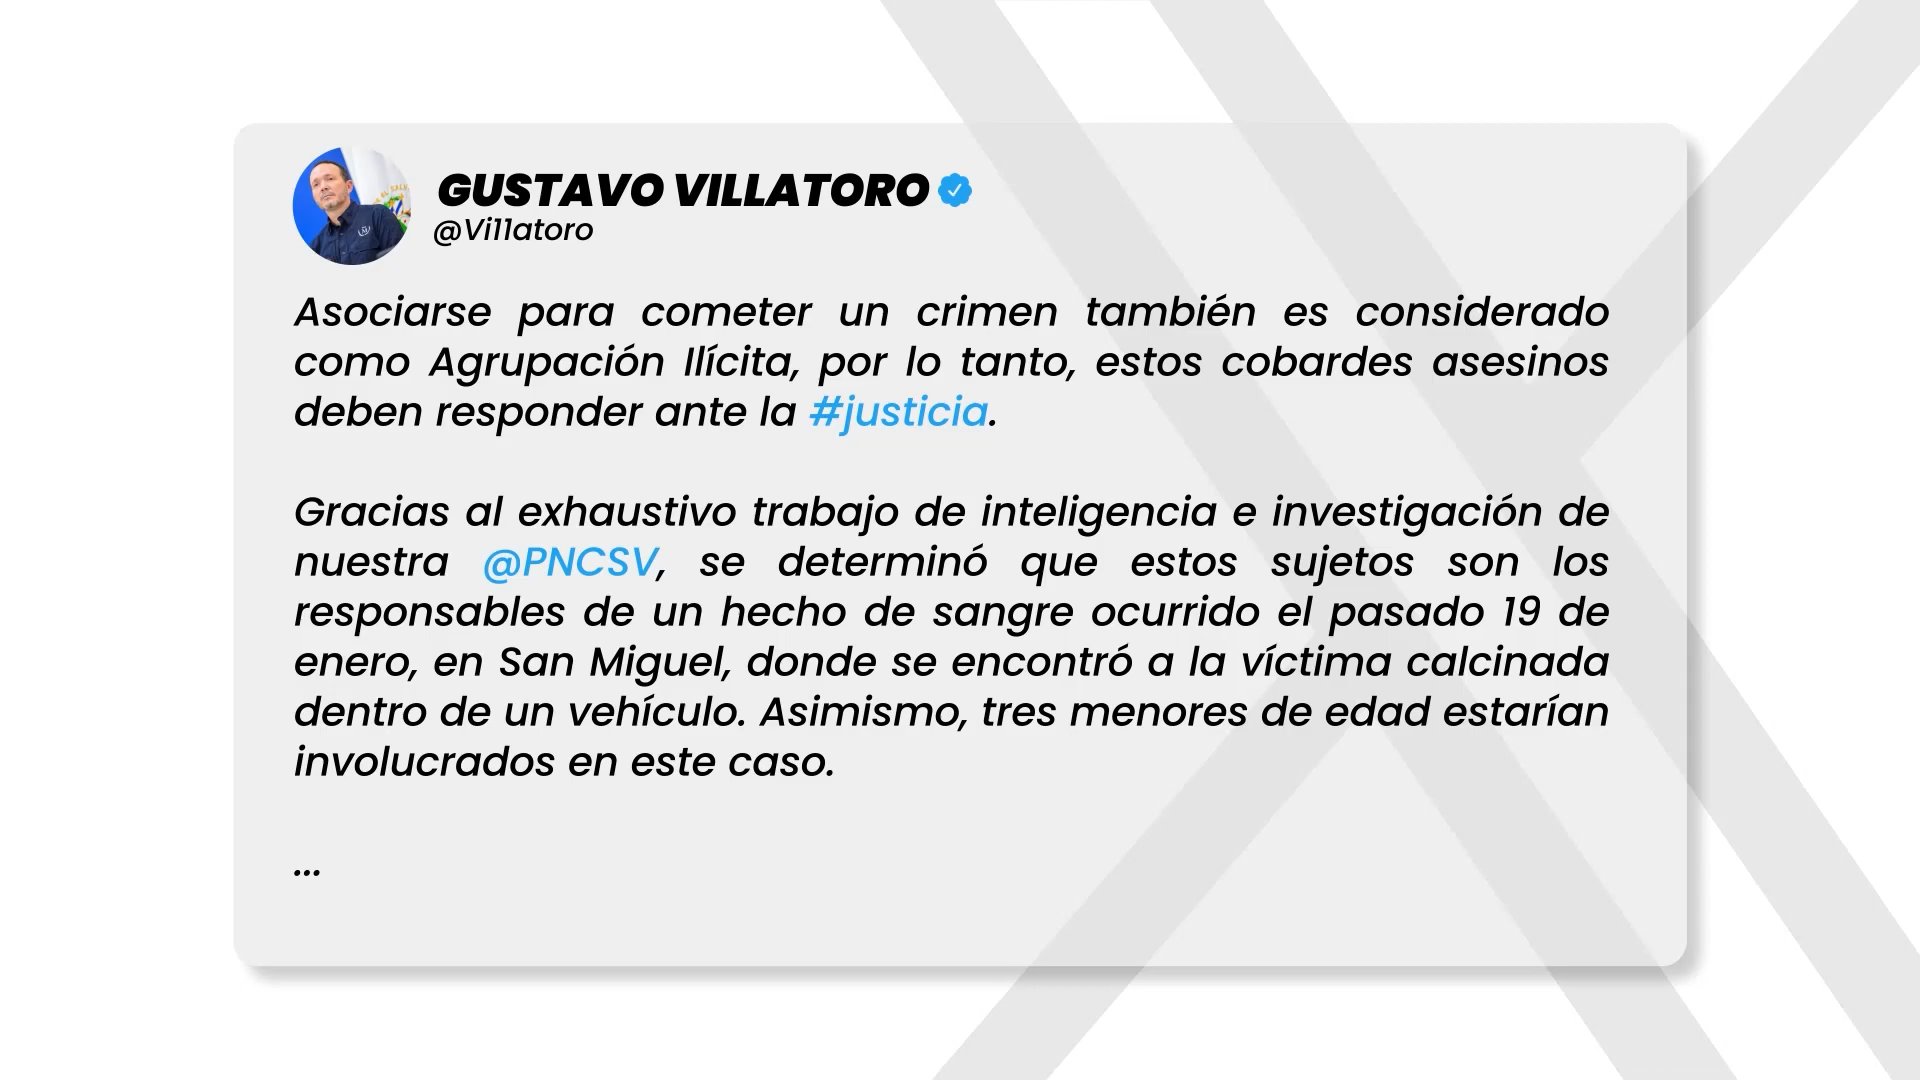 GUSTAVO VILLATORO
@Vi11atoro
Asociarse para cometer un crimen también es considerado
como Agrupación Ilícita, por lo tanto, estos cobardes asesinos
deben responder ante la #justicia.
Gracias al exhaustivo trabajo de inteligencia e investigación de
nuestra @PNCSV, se determinó que estos sujetos son los
responsables de un hecho de sangre ocurrido el pasado 19 de
enero, en San Miguel, donde se encontró a la víctima calcinada
dentro de un vehículo. Asimismo, tres menores de edad estarían
involucrados en este caso.
...